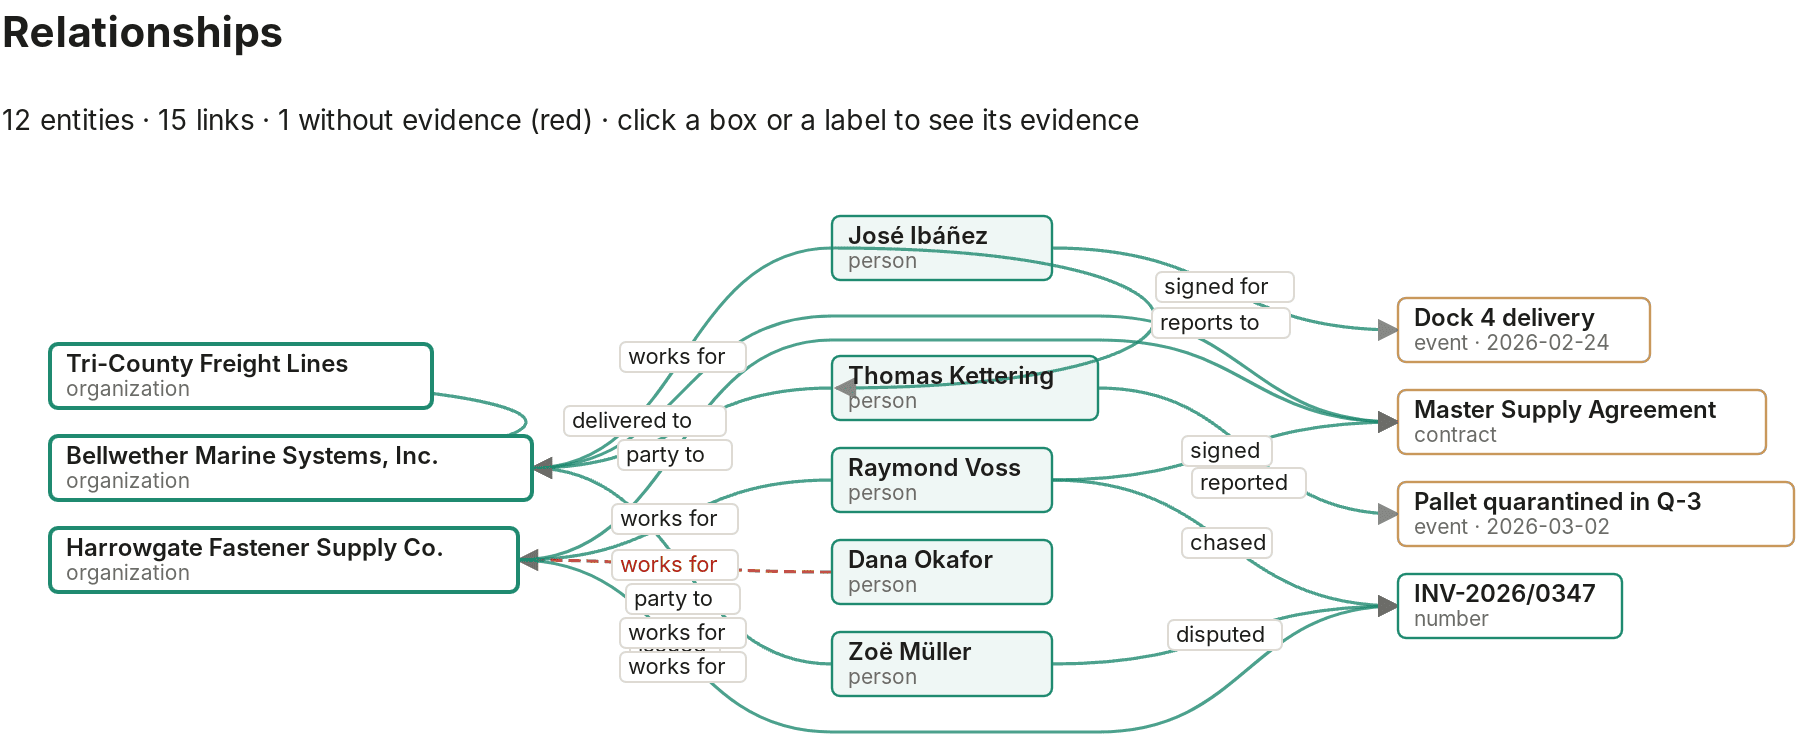 Relationships
12 entities · 15 links · 1 without evidence (red) · click a box or a label to see its evidence
José Ibáñez
person
signed for
reports to
Dock 4 delivery
event · 2026-02-24
Tri-County Freight Lines
organization
works for
Thomas Kettering
person
delivered to
party to
Master Supply Agreement
contract
Bellwether Marine Systems, Inc.
organization
Raymond Voss
person
signed
reported
Pallet quarantined in Q-3
event · 2026-03-02
works for
Harrowgate Fastener Supply Co.
organization
works for
Dana Okafor
person
chased
INV-2026/0347
number
party to
works for
works for
Zoë Müller
person
disputed